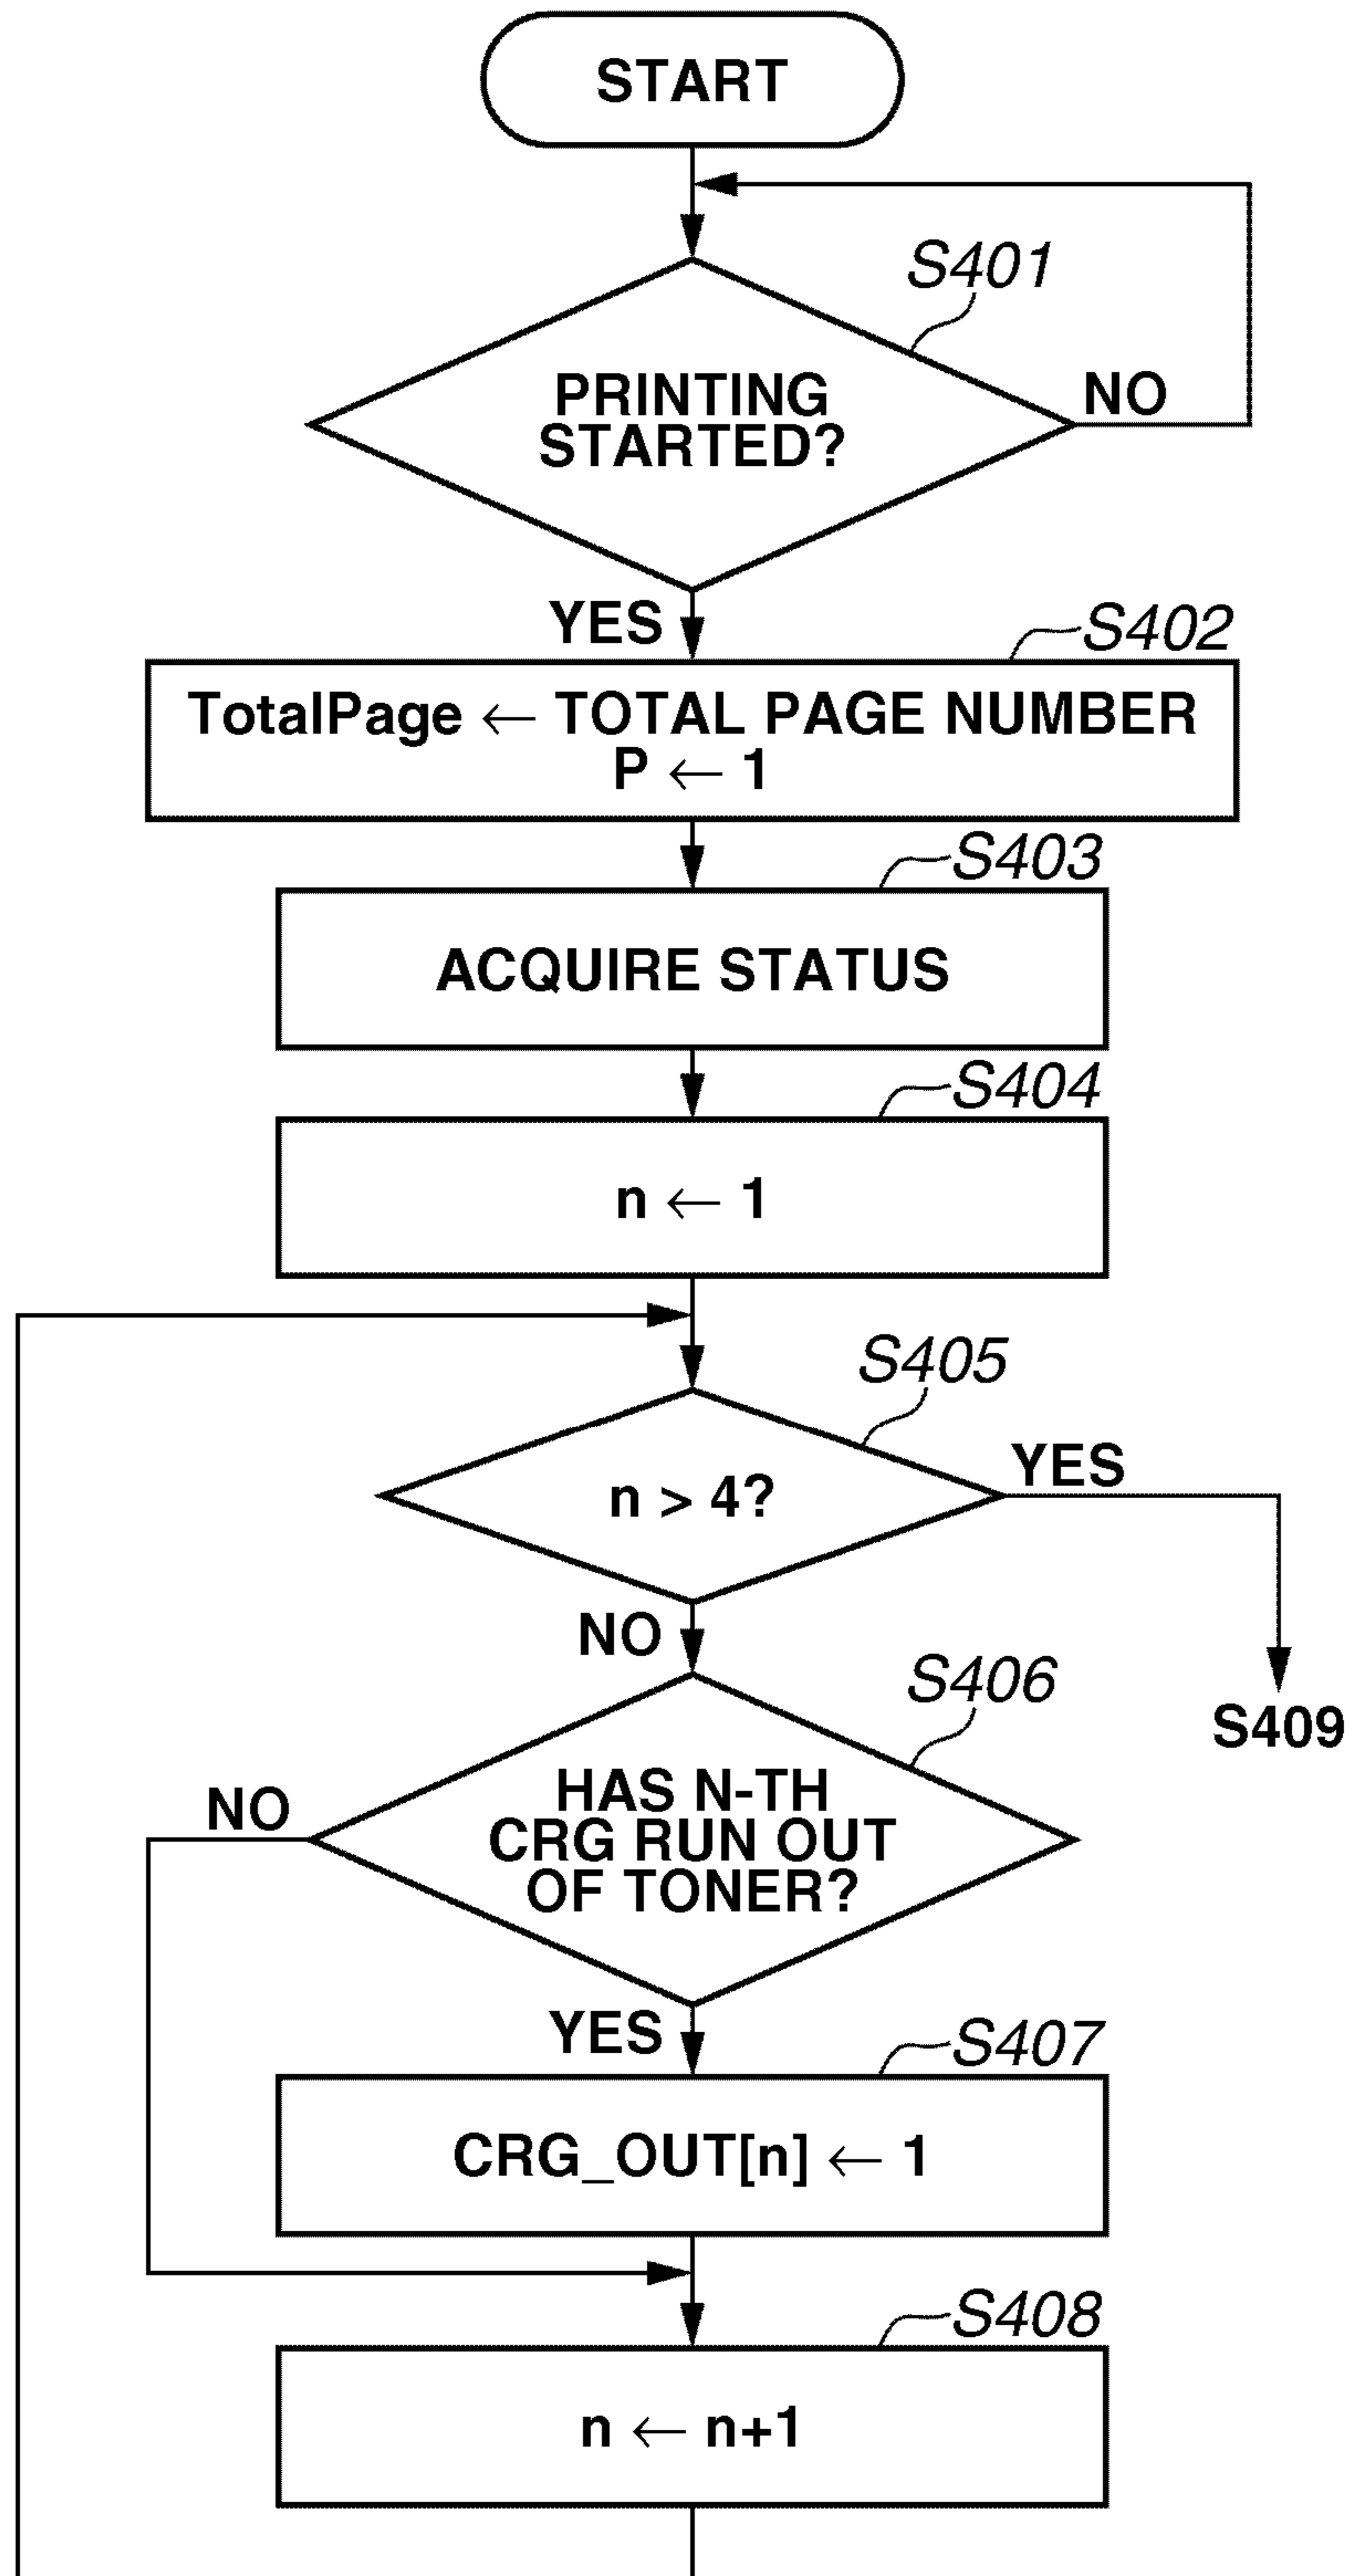 START
S401
PRINTING
STARTED?
NO
YES
S402
TotalPage ← TOTAL PAGE NUMBER
P ← 1
S403
ACQUIRE STATUS
S404
n ← 1
S405
n > 4?
YES
NO
S409
S406
HAS N-TH
CRG RUN OUT
OF TONER?
NO
YES
S407
CRG_OUT[n] ← 1
S408
n ← n+1